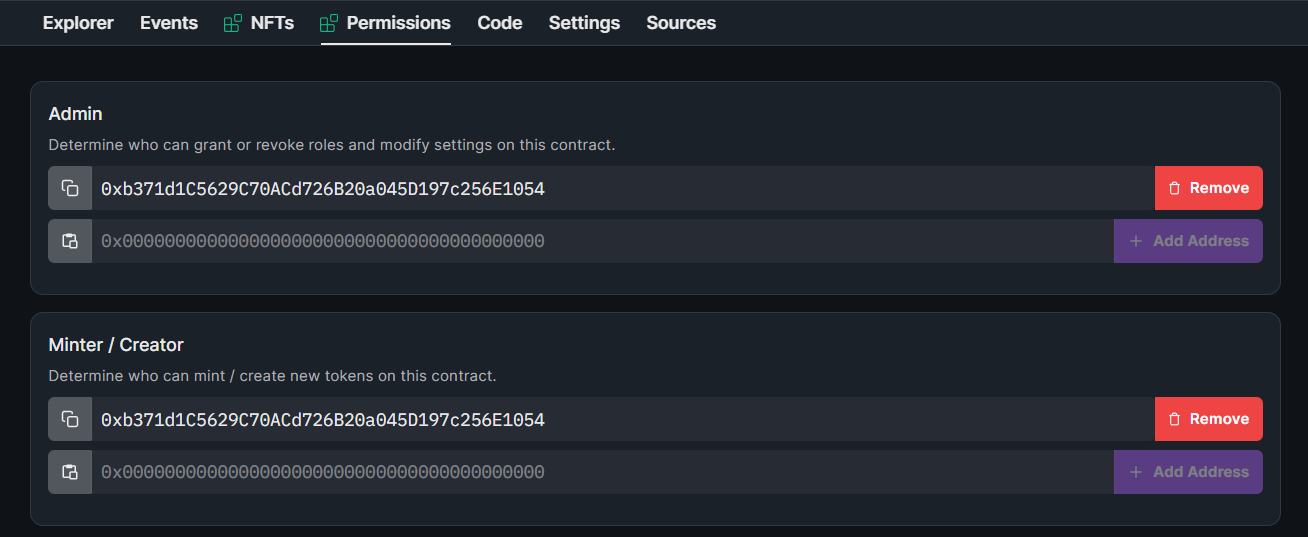 Explorer Events NFTs Permissions Code Settings Sources
Admin
Determine who can grant or revoke roles and modify settings on this contract.
0xb371d1C5629C70ACd726B20a045D197c256E1054 Remove
0x0000000000000000000000000000000000000000 + Add Address
Minter / Creator
Determine who can mint / create new tokens on this contract.
0xb371d1C5629C70ACd726B20a045D197c256E1054 Remove
0x0000000000000000000000000000000000000000 + Add Address